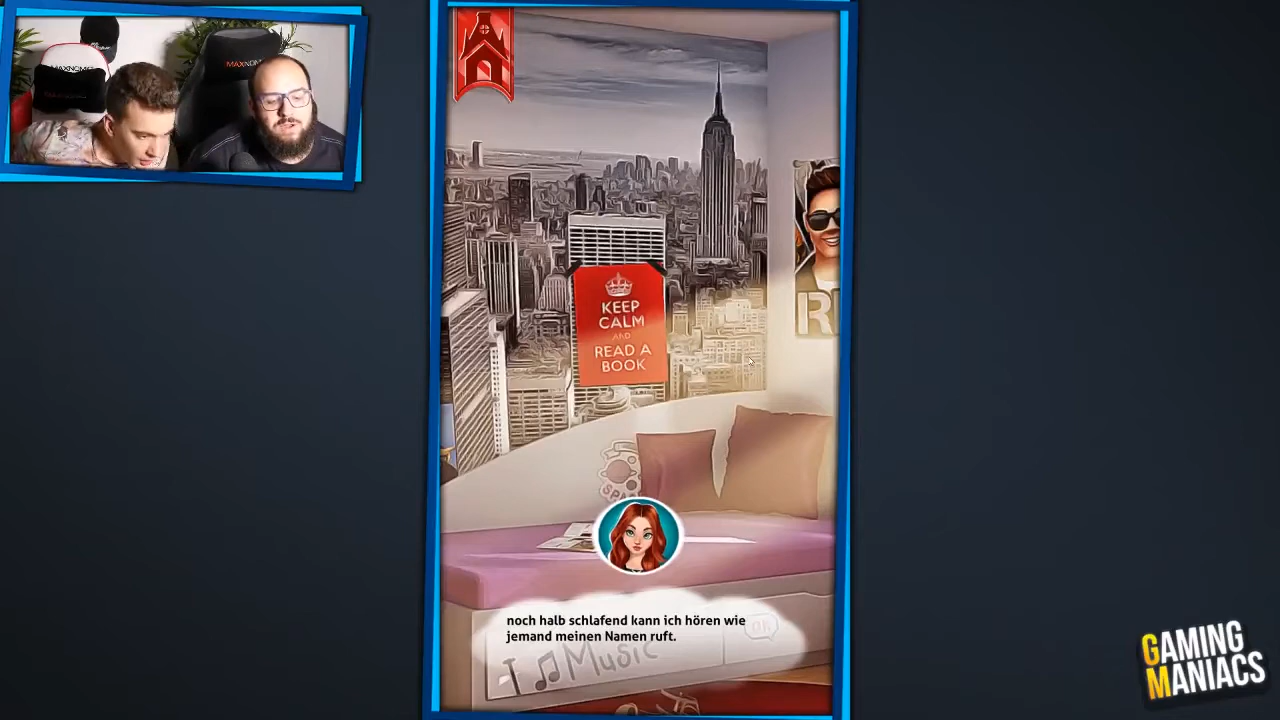 KEEP
CALM
AND
READ A
BOOK
noch halb schlafend kann ich hören wie
jemand meinen Namen ruft.
Music
GAMING
MANIACS